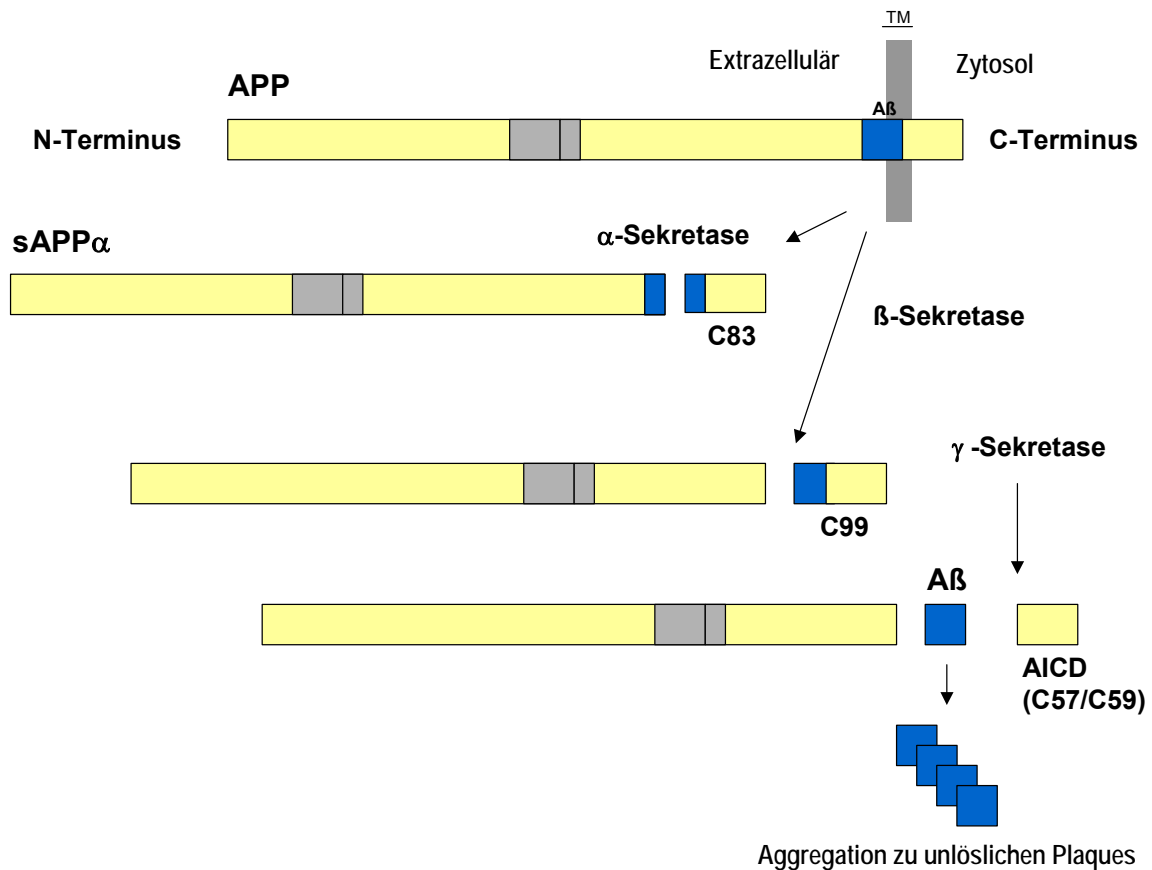 TM
Extrazellulär
Zytosol
APP
Aß
N-Terminus
C-Terminus
sAPPα
α-Sekretase
C83
ß-Sekretase
γ -Sekretase
C99
Aß
AICD
(C57/C59)
Aggregation zu unlöslichen Plaques